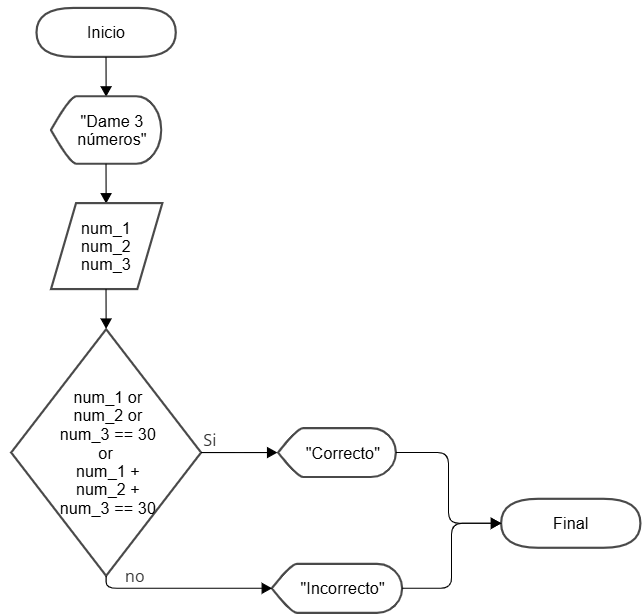 Inicio
"Dame 3
números"
num_1
num_2
num_3
num_1 or
num_2 or
num_3 == 30
or
num_1 +
num_2 +
num_3 == 30
Si
"Correcto"
no
"Incorrecto"
Final